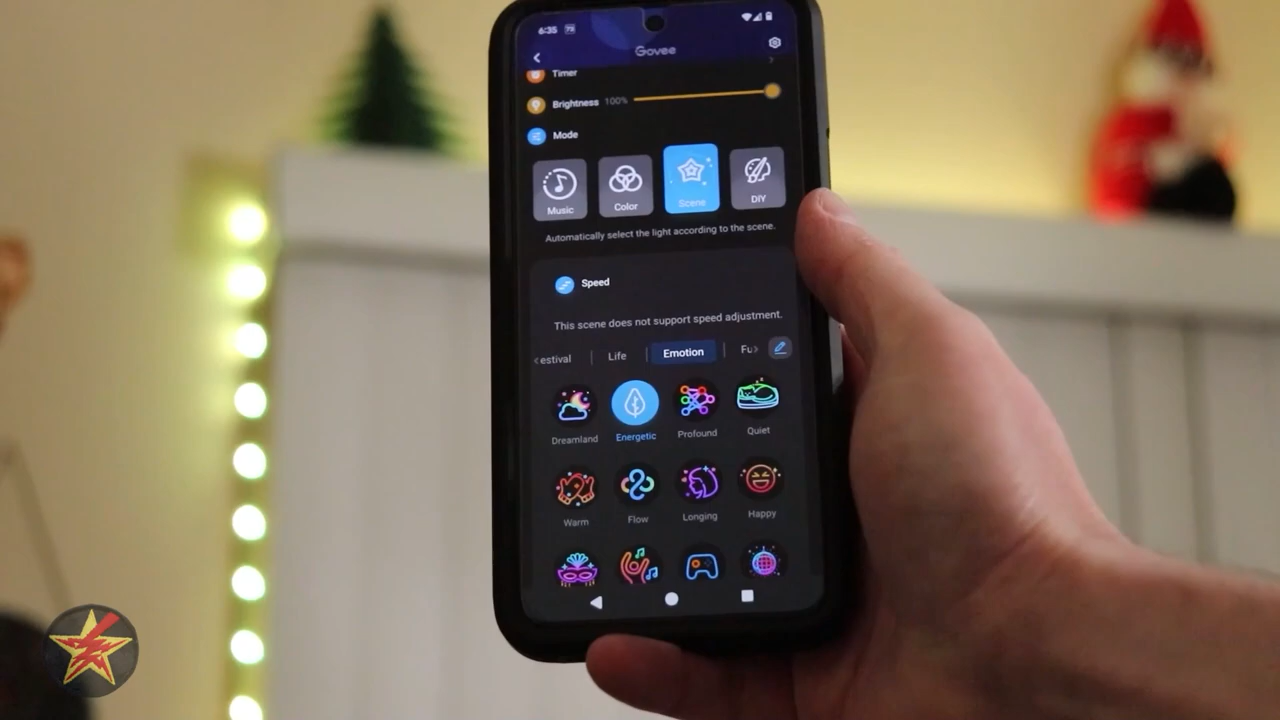 6:35 73
Govee
Timer
Brightness 100%
Mode
Music Color Scene DIY
Automatically select the light according to the scene.
Speed
This scene does not support speed adjustment.
estival Life Emotion Fu
Dreamland Energetic Profound Quiet
Warm Flow Longing Happy